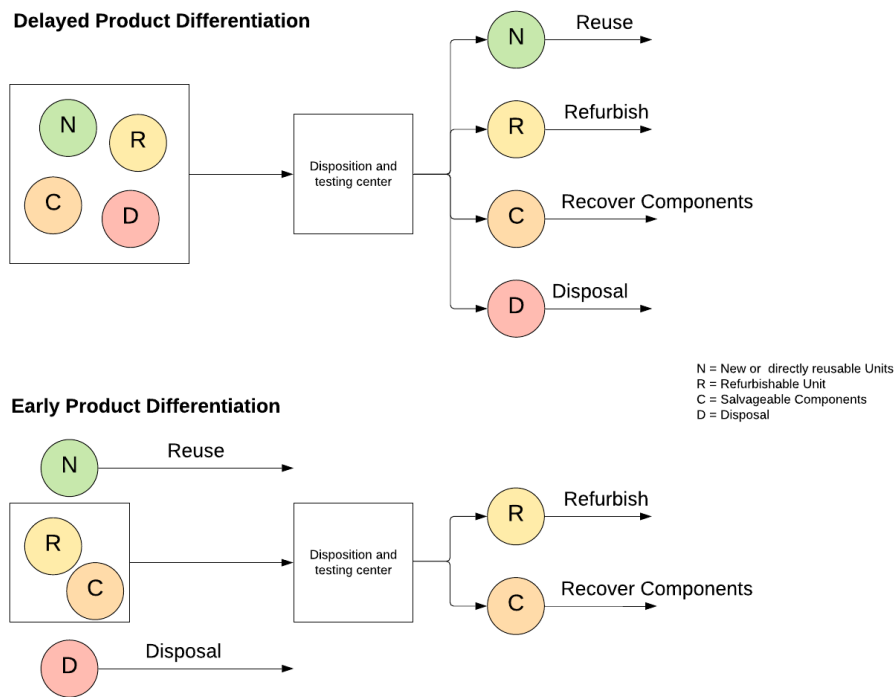 Delayed Product Differentiation
N
Reuse
N
R
Refurbish
R
Disposition and
testing center
C
D
C
Recover Components
D
Disposal
N = New or directly reusable Units
R = Refurbishable Unit
C = Salvageable Components
D = Disposal
Early Product Differentiation
N
Reuse
R
C
Disposition and
testing center
R
Refurbish
C
Recover Components
D
Disposal